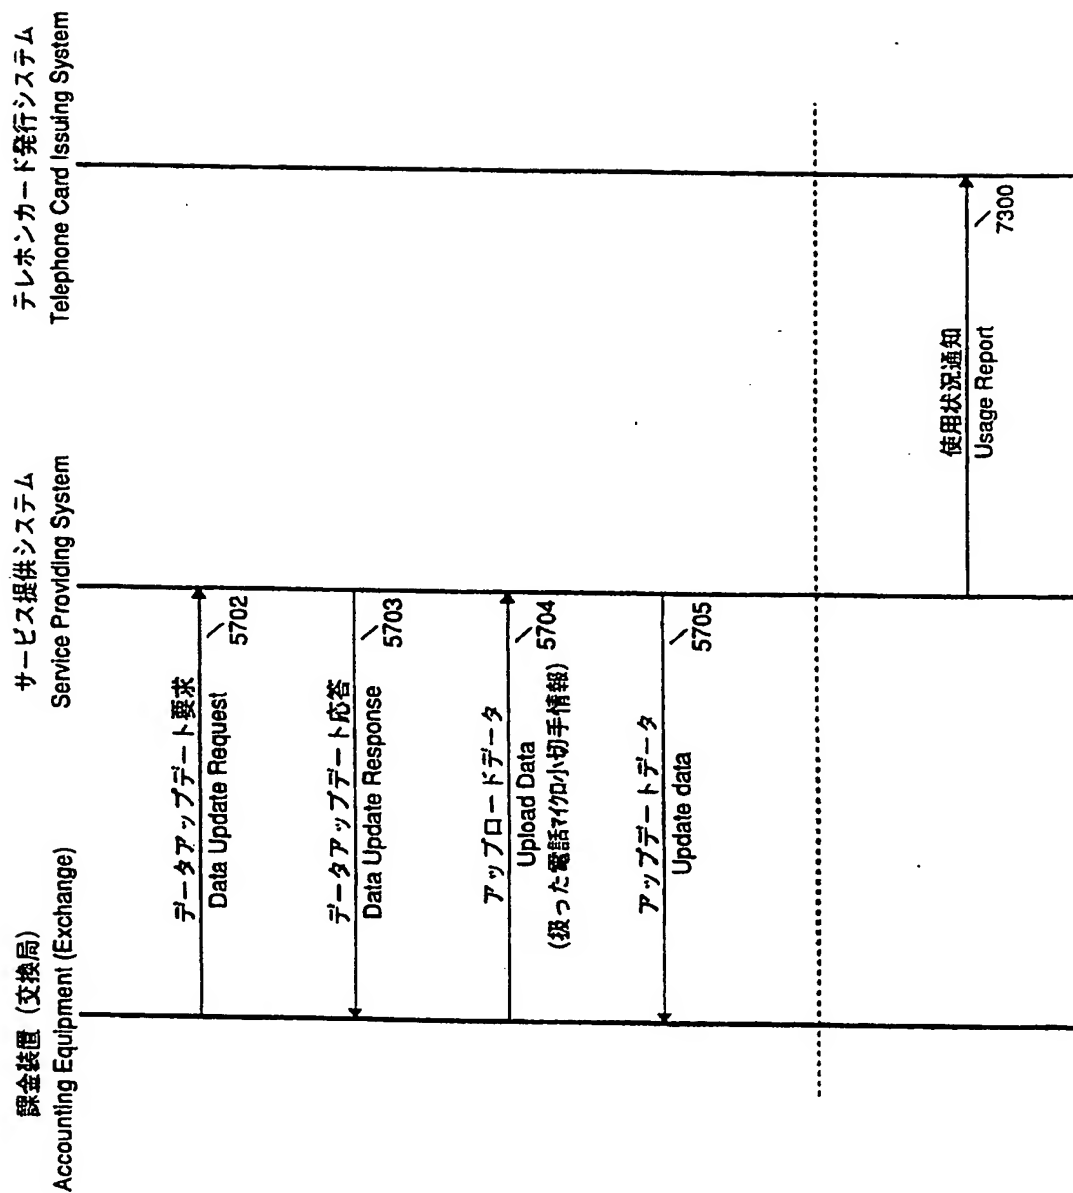 課金装置（交換局）
Accounting Equipment (Exchange)
サービス提供システム
Service Providing System
テレホンカード発行システム
Telephone Card Issuing System
データアップデート要求
Data Update Request
5702
データアップデート応答
Data Update Response
5703
アップロードデータ
Upload Data
(扱った電話マイクロ小切手情報)
5704
アップデートデータ
Update data
5705
使用状況通知
Usage Report
7300